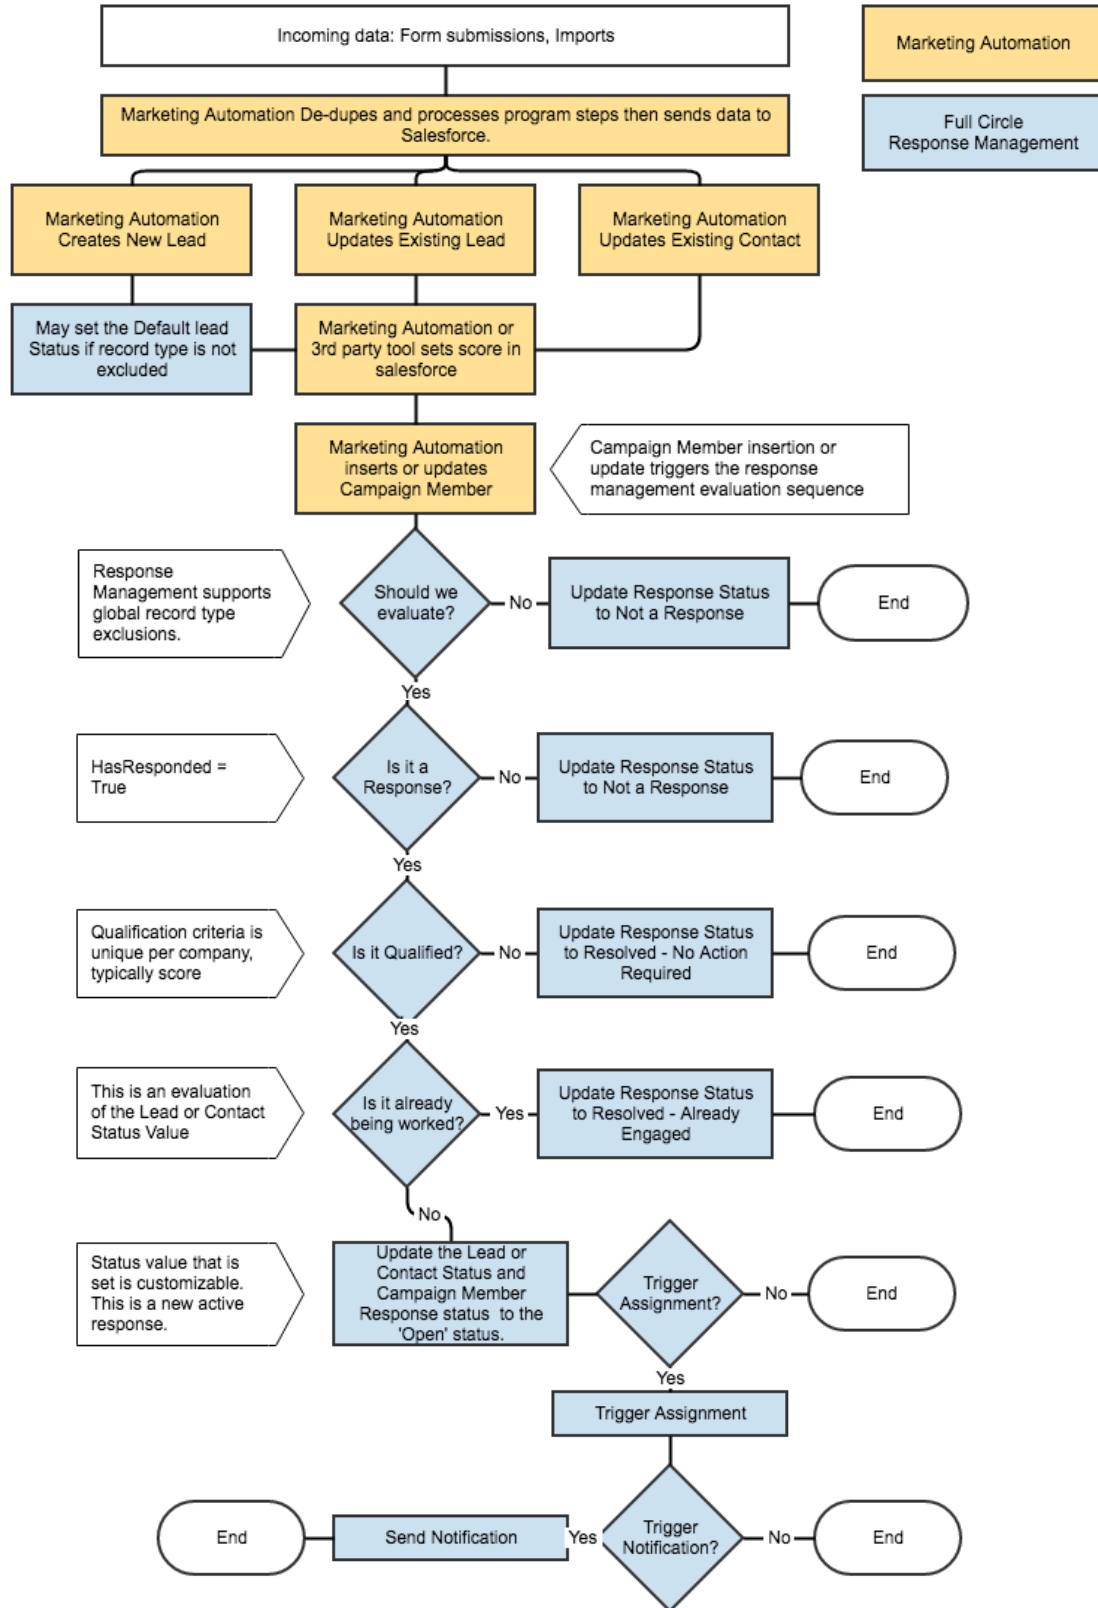 Incoming data: Form submissions, Imports
Marketing Automation
Marketing Automation De-dupes and processes program steps then sends data to
Salesforce.
Full Circle
Response Management
Marketing Automation
Creates New Lead
Marketing Automation
Updates Existing Lead
Marketing Automation
Updates Existing Contact
May set the Default lead
Status if record type is not
excluded
Marketing Automation or
3rd party tool sets score in
salesforce
Marketing Automation
inserts or updates
Campaign Member
Campaign Member insertion or
update triggers the response
management evaluation sequence
Response
Management supports
global record type
exclusions.
Should we
evaluate?
No
Update Response Status
to Not a Response
End
Yes
HasResponded =
True
Is it a
Response?
No
Update Response Status
to Not a Response
End
Yes
Qualification criteria is
unique per company,
typically score
Is it Qualified?
No
Update Response Status
to Resolved - No Action
Required
End
Yes
This is an evaluation
of the Lead or Contact
Status Value
Is it already
being worked?
Yes
Update Response Status
to Resolved - Already
Engaged
End
No
Status value that is
set is customizable.
This is a new active
response.
Update the Lead or
Contact Status and
Campaign Member
Response status to the
'Open' status.
Trigger
Assignment?
No
End
Yes
Trigger Assignment
End
Send Notification
Yes
Trigger
Notification?
No
End